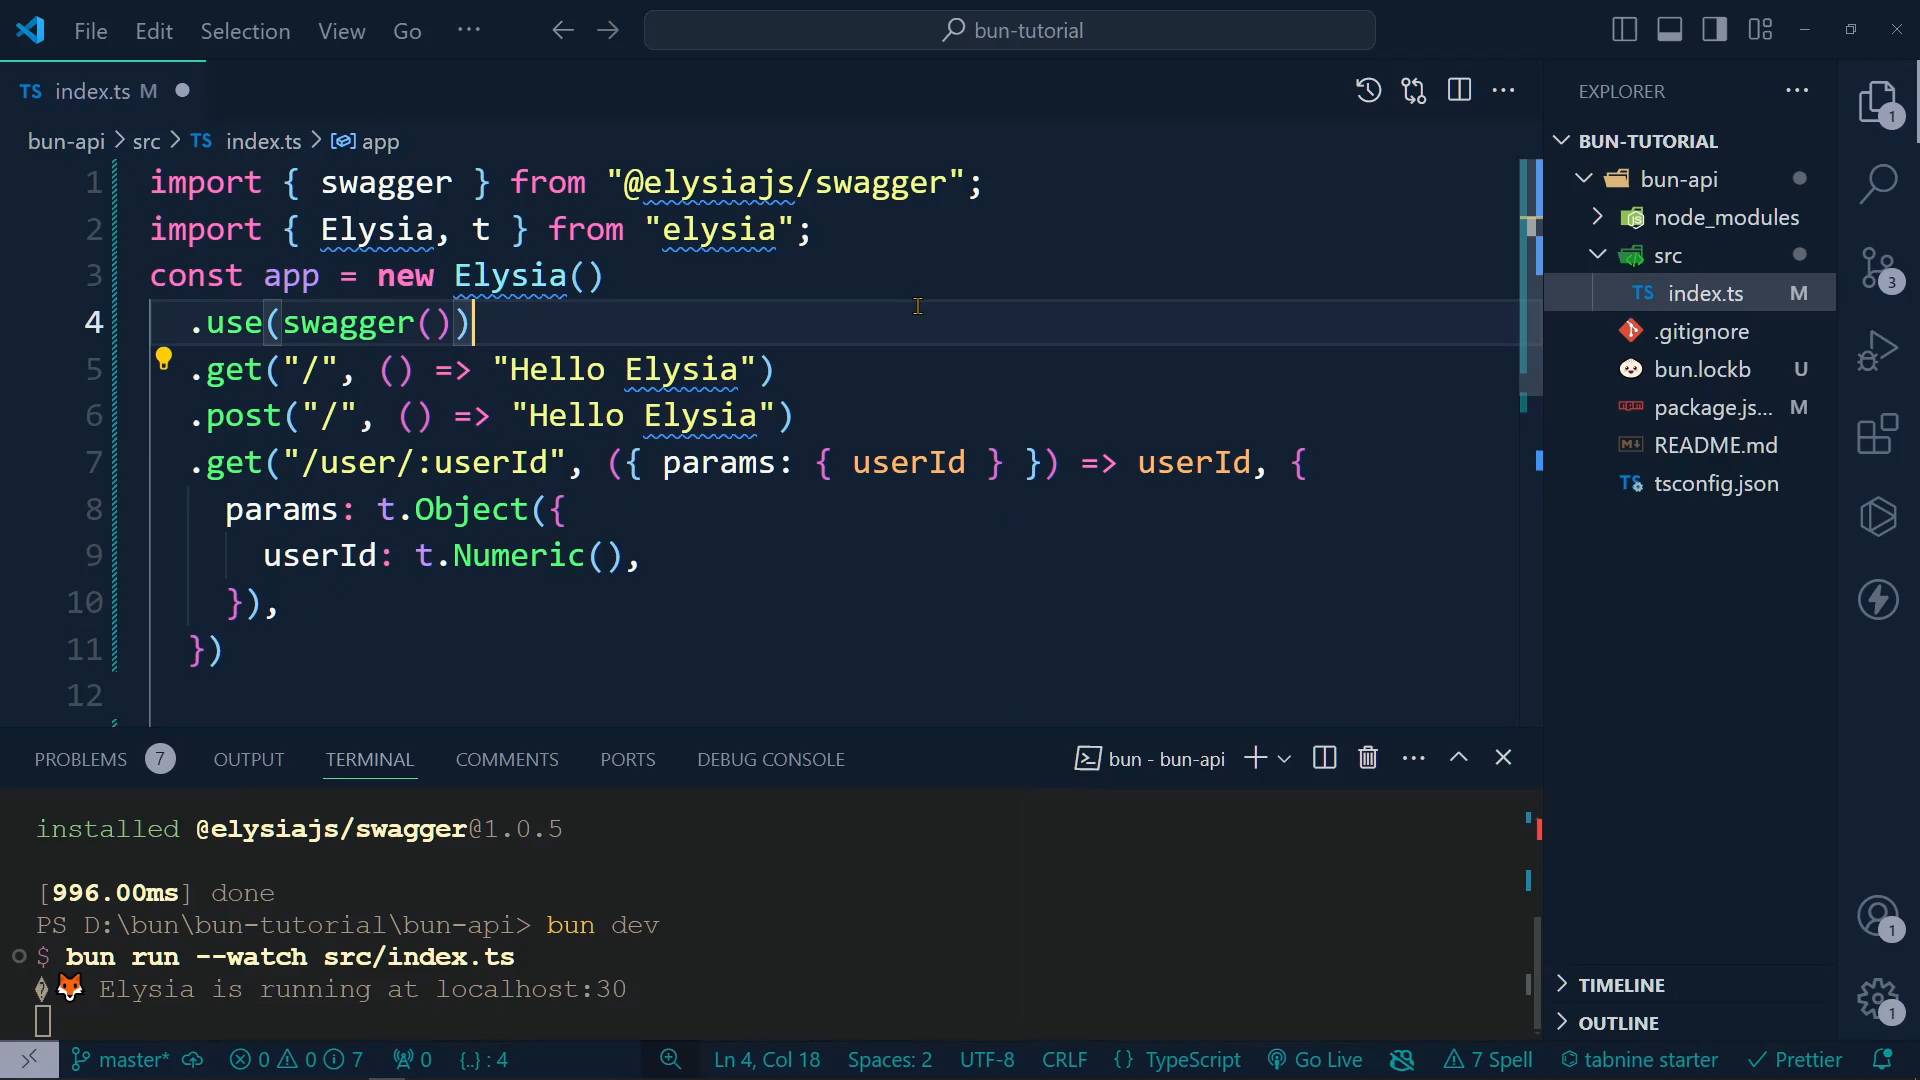 File Edit Selection View Go ··· bun-tutorial
TS index.ts M
bun-api > src > TS index.ts > app
1 import { swagger } from "@elysiajs/swagger";
2 import { Elysia, t } from "elysia";
3 const app = new Elysia()
4 .use(swagger())
5 .get("/", () => "Hello Elysia")
6 .post("/", () => "Hello Elysia")
7 .get("/user/:userId", ({ params: { userId } }) => userId, {
8 params: t.Object({
9 userId: t.Numeric(),
10 }),
11 })
12
EXPLORER
BUN-TUTORIAL
bun-api
node_modules
src
TS index.ts M
.gitignore
bun.lockb U
package.js... M
README.md
TS tsconfig.json
TIMELINE
OUTLINE
1
3
1
1
PROBLEMS 7 OUTPUT TERMINAL COMMENTS PORTS DEBUG CONSOLE bun - bun-api
installed @elysiajs/swagger@1.0.5
[996.00ms] done
PS D:\bun\bun-tutorial\bun-api> bun dev
$ bun run --watch src/index.ts
Elysia is running at localhost:30
master* 0 0 7 0 {..} : 4 Ln 4, Col 18 Spaces: 2 UTF-8 CRLF {} TypeScript Go Live 7 Spell tabnine starter Prettier